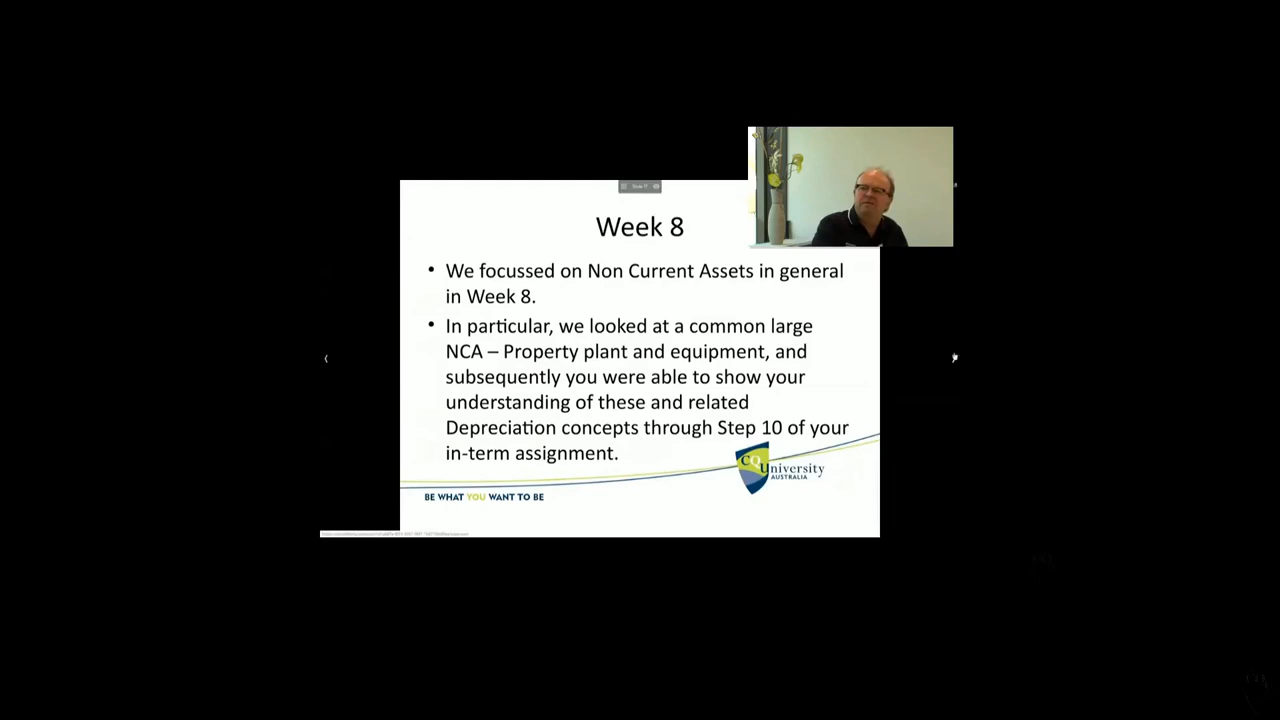 Week 8
• We focussed on Non Current Assets in general
in Week 8.
• In particular, we looked at a common large
NCA – Property plant and equipment, and
subsequently you were able to show your
understanding of these and related
Depreciation concepts through Step 10 of your
in-term assignment.
CQUniversity
AUSTRALIA
BE WHAT YOU WANT TO BE